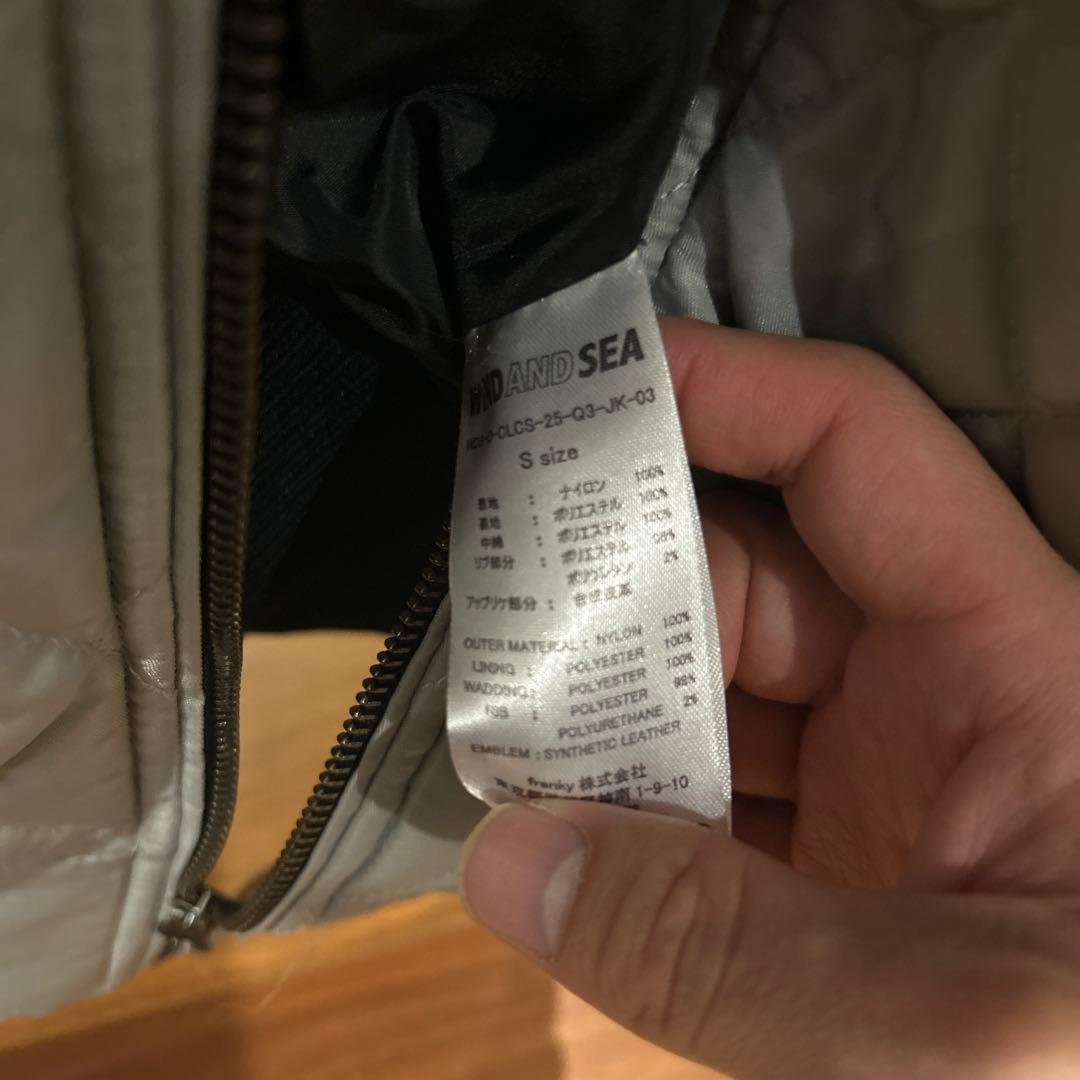 WIND AND SEA
-CLCS-25-Q3-JK-03
S size
表地 : ナイロン 100%
裏地 : ポリエステル 100%
中綿 : ポリエステル 100%
リブ部分 : ポリエステル 98%
ポリウレタン 2%
アップリケ部分 : 合成皮革
OUTER MATERIAL : NYLON 100%
LINNG : POLYESTER 100%
WADDING : POLYESTER 100%
RIB : POLYESTER 98%
POLYURETHANE 2%
EMBLEM : SYNTHETIC LEATHER
franky 株式会社
東京都 1-9-10